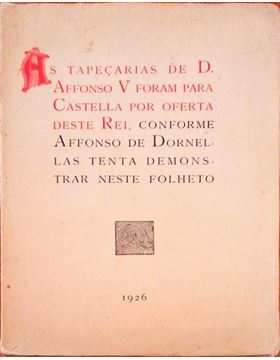 As tapeçarias de D.
Affonso V foram para
Castella por oferta
deste Rei, conforme
Affonso de Dornel-
las tenta demons-
trar neste folheto
1926